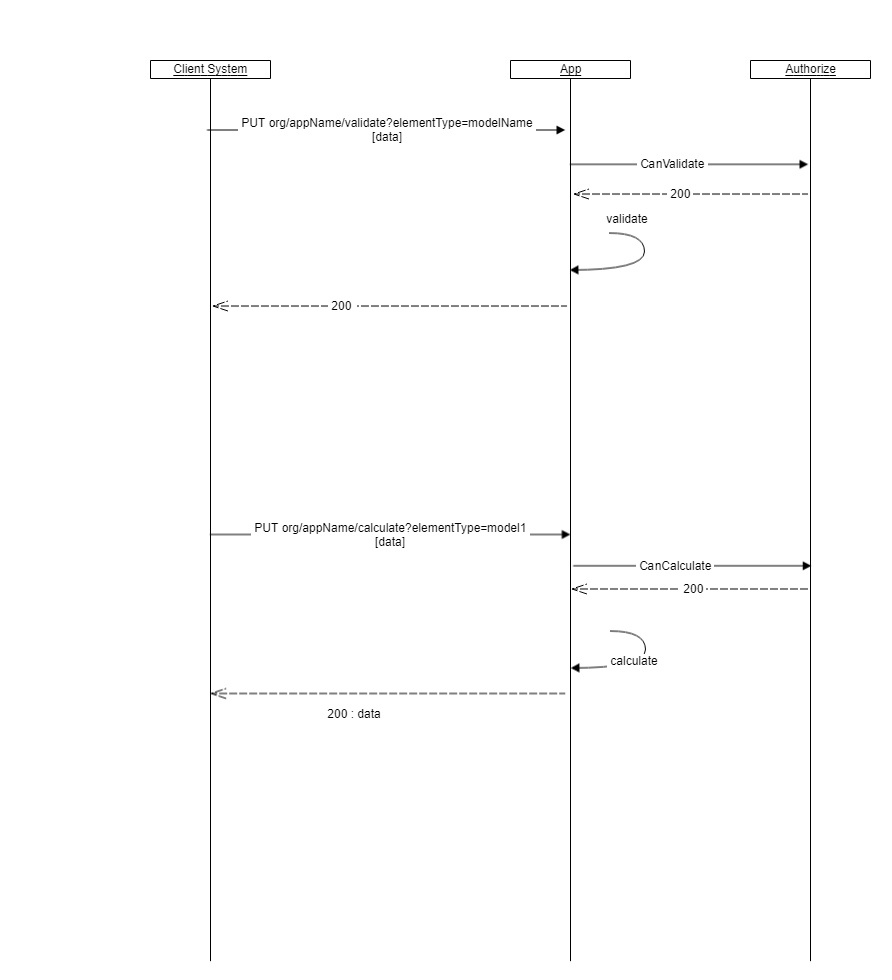 Client System
App
Authorize
PUT org/appName/validate?elementType=modelName
[data]
CanValidate
200
validate
200
PUT org/appName/calculate?elementType=model1
[data]
CanCalculate
200
calculate
200 : data